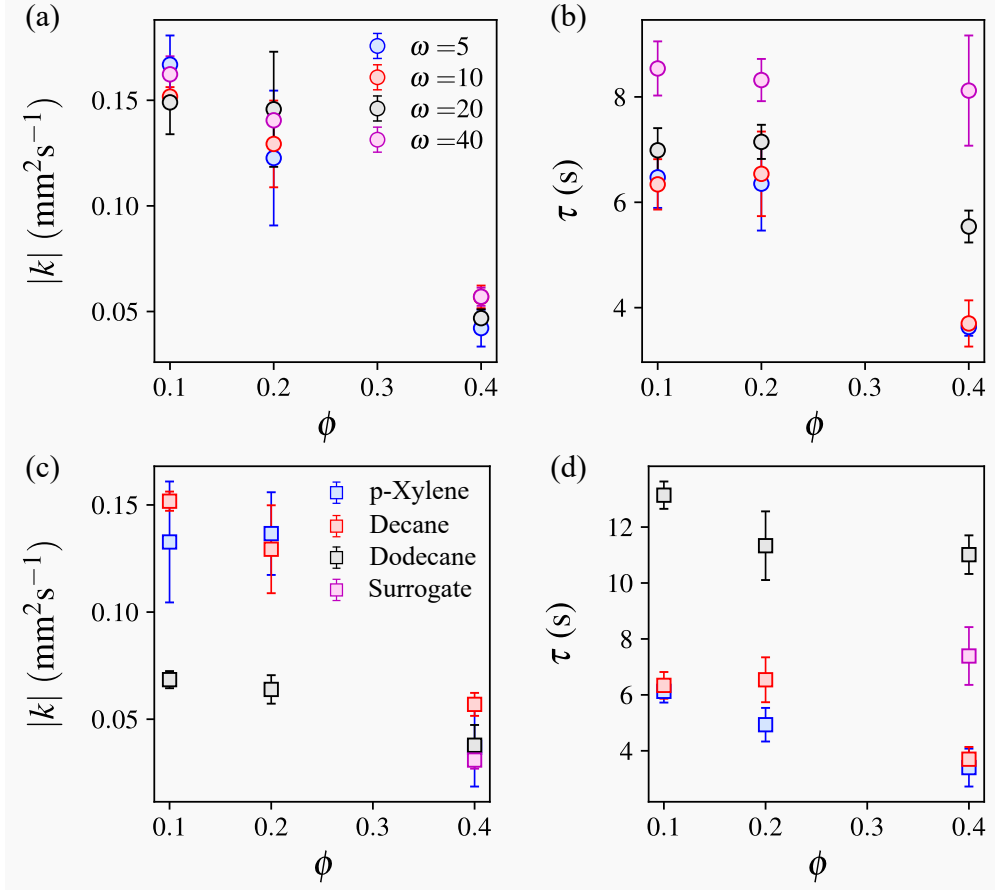 (a)
|k| (mm²s⁻¹)
0.15
0.10
0.05
ω =5
ω =10
ω =20
ω =40
0.1 0.2 0.3 0.4
ϕ
(b)
τ (s)
8
6
4
0.1 0.2 0.3 0.4
ϕ
(c)
|k| (mm²s⁻¹)
0.15
0.10
0.05
p-Xylene
Decane
Dodecane
Surrogate
0.1 0.2 0.3 0.4
ϕ
(d)
τ (s)
12
10
8
6
4
0.1 0.2 0.3 0.4
ϕ